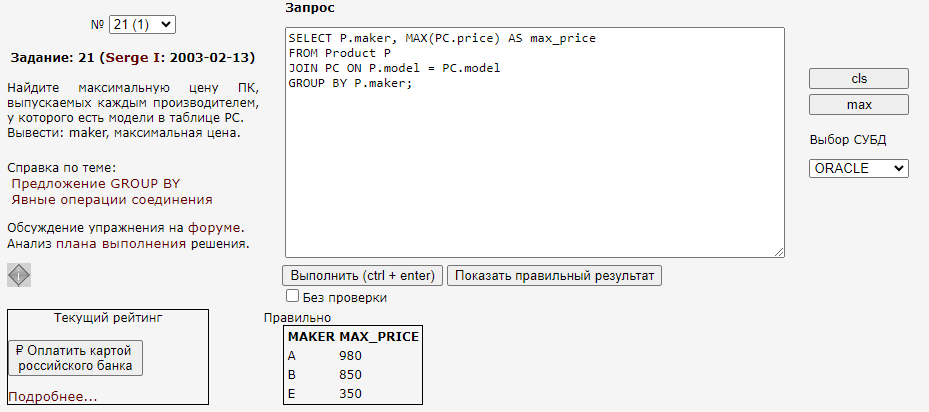 № 21 (1)
Задание: 21 (Serge I: 2003-02-13)
Найдите максимальную цену ПК,
выпускаемых каждым производителем,
у которого есть модели в таблице PC.
Вывести: maker, максимальная цена.
Справка по теме:
Предложение GROUP BY
Явные операции соединения
Обсуждение упражнения на форуме.
Анализ плана выполнения решения.
i
Текущий рейтинг
₽ Оплатить картой
российского банка
Подробнее...
Запрос
SELECT P.maker, MAX(PC.price) AS max_price
FROM Product P
JOIN PC ON P.model = PC.model
GROUP BY P.maker;
Выполнить (ctrl + enter) Показать правильный результат
Без проверки
Правильно
MAKER MAX_PRICE
A 980
B 850
E 350
cls
max
Выбор СУБД
ORACLE